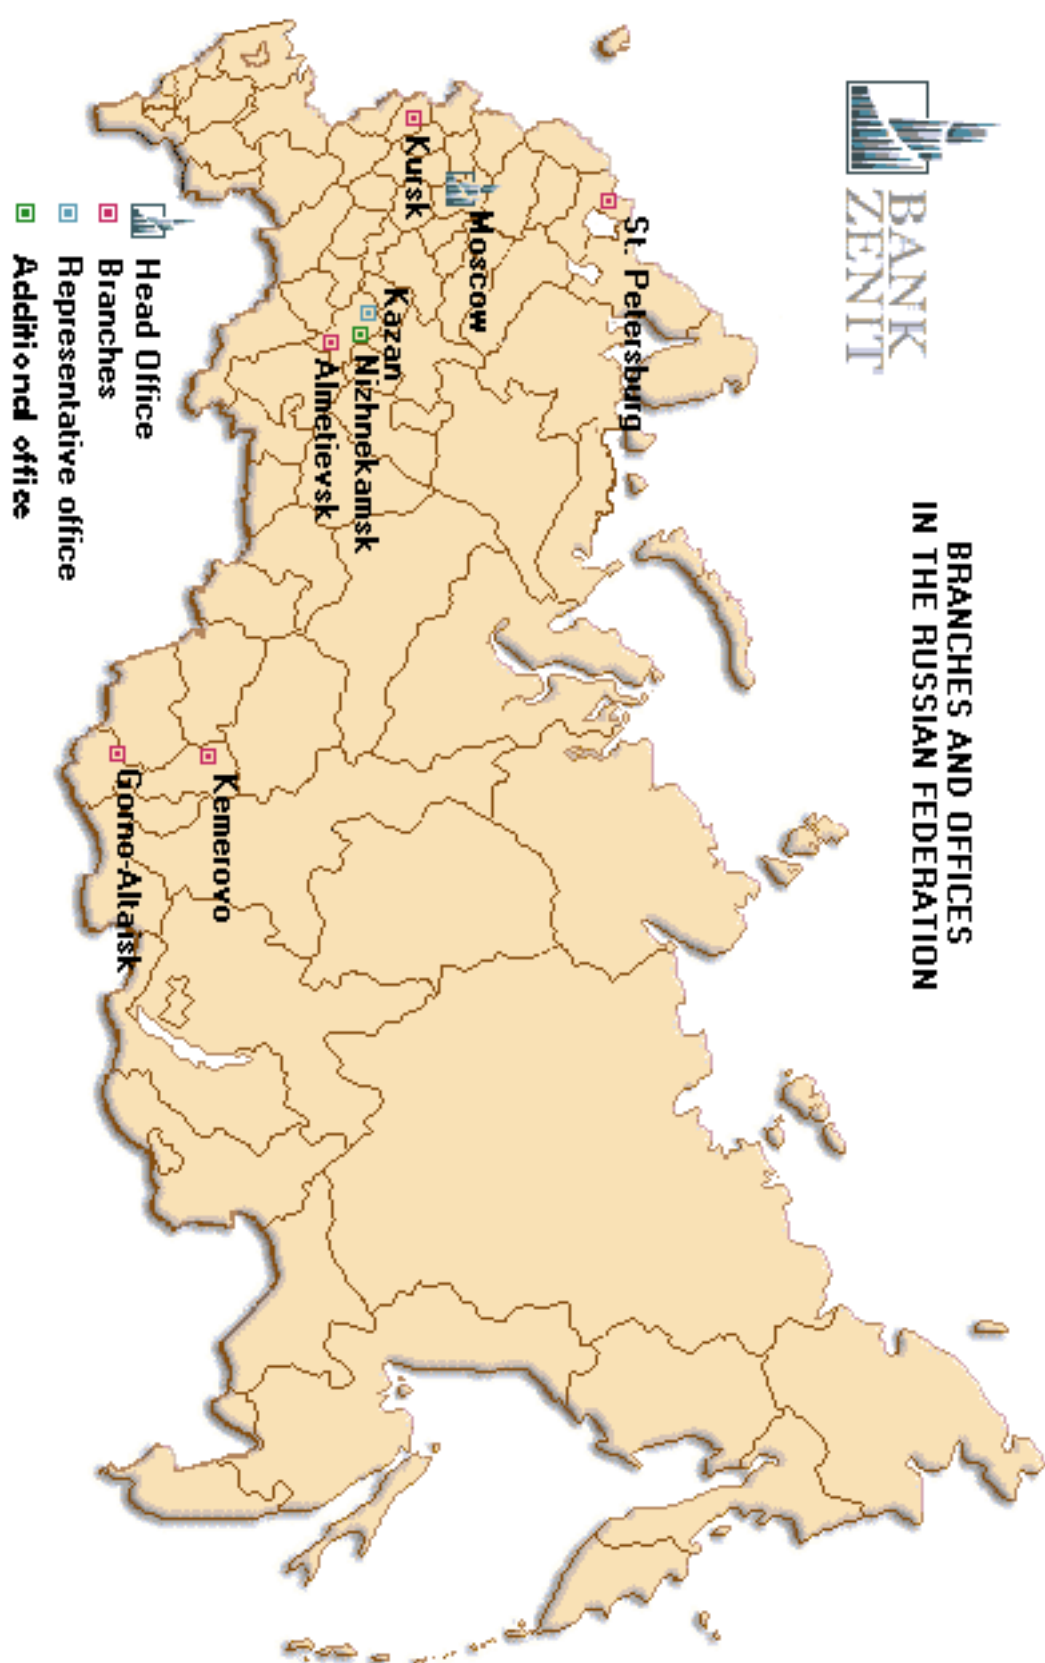 BANK
ZENIT
BRANCHES AND OFFICES
IN THE RUSSIAN FEDERATION
St. Petersburg
Moscow
Kursk
Kazan
Nizhnekamsk
Almetievsk
Kemerovo
Gorno-Altaisk
Head Office
Branches
Representative office
Additional office